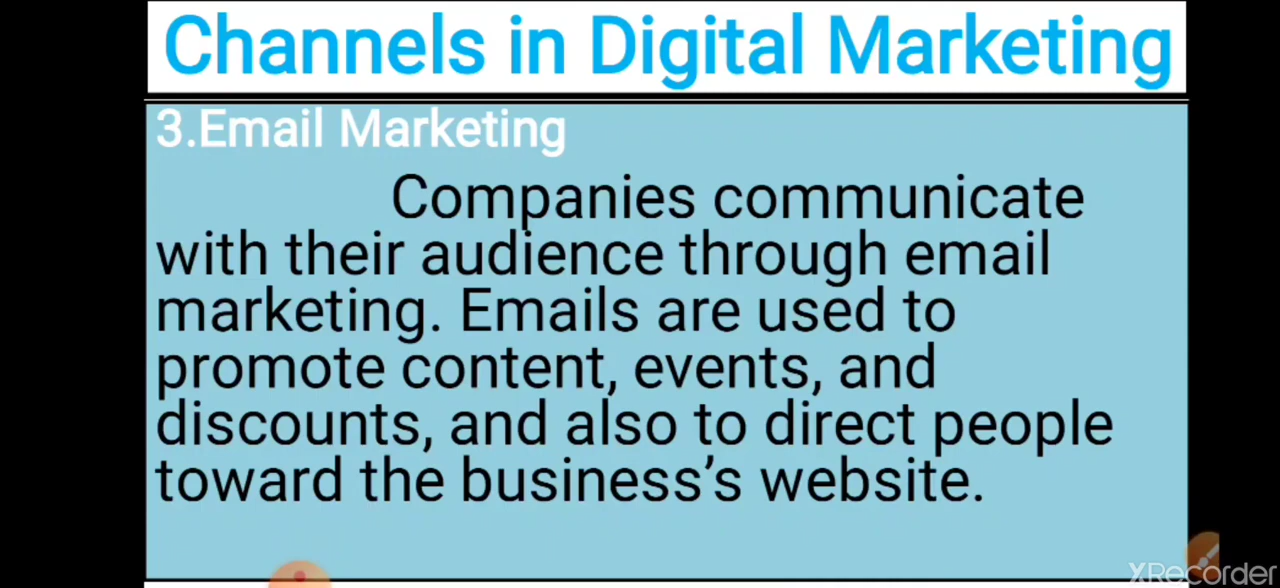 Channels in Digital Marketing
3.Email Marketing
Companies communicate
with their audience through email
marketing. Emails are used to
promote content, events, and
discounts, and also to direct people
toward the business’s website.
XRecorder